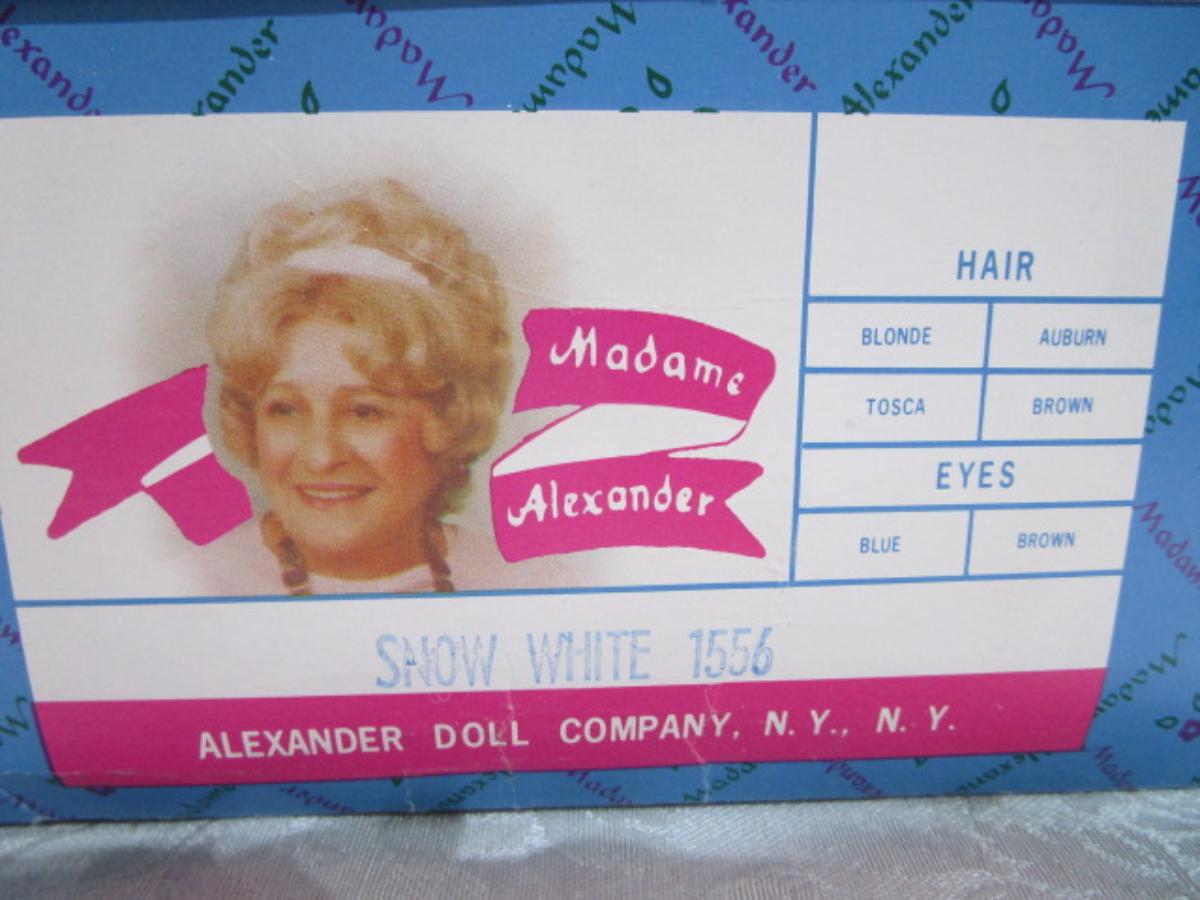 Madame
Alexander
HAIR
BLONDE AUBURN
TOSCA BROWN
EYES
BLUE BROWN
SNOW WHITE 1556
ALEXANDER DOLL COMPANY, N. Y., N. Y.